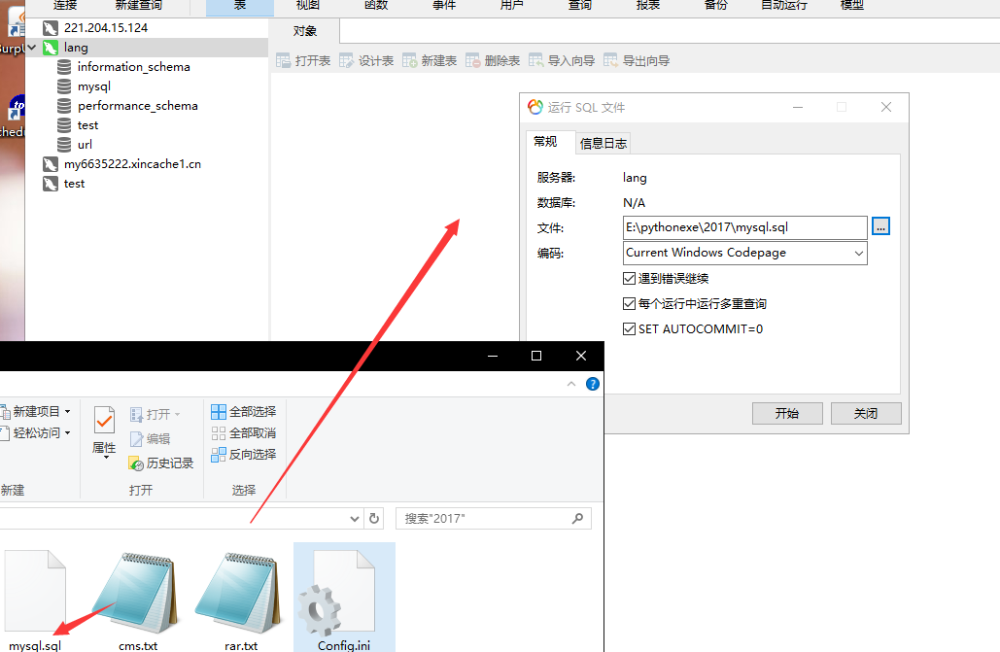 连接 新建查询 表 视图 函数 事件 用户 查询 报表 备份 自动运行 模型
221.204.15.124
lang
information_schema
mysql
performance_schema
test
url
my6635222.xincache1.cn
test
对象
打开表 设计表 新建表 删除表 导入向导 导出向导
运行 SQL 文件
常规 信息日志
服务器: lang
数据库: N/A
文件: E:\pythonexe\2017\mysql.sql ...
编码: Current Windows Codepage
遇到错误继续
每个运行中运行多重查询
SET AUTOCOMMIT=0
开始 关闭
新建项目
轻松访问
新建
属性
打开
编辑
历史记录
打开
全部选择
全部取消
反向选择
选择
搜索"2017"
mysql.sql cms.txt rar.txt Config.ini